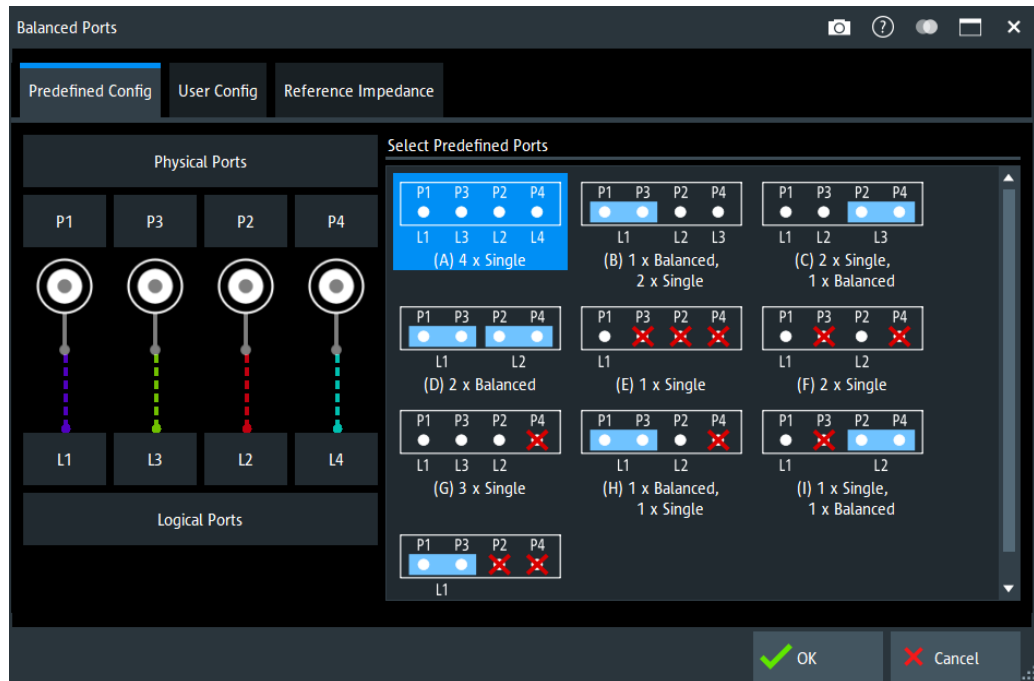 Balanced Ports
Predefined Config User Config Reference Impedance
Physical Ports
P1 P3 P2 P4
L1 L3 L2 L4
Logical Ports
Select Predefined Ports
P1 P3 P2 P4
L1 L3 L2 L4
(A) 4 x Single
P1 P3 P2 P4
L1 L2 L3
(B) 1 x Balanced,
2 x Single
P1 P3 P2 P4
L1 L2 L3
(C) 2 x Single,
1 x Balanced
P1 P3 P2 P4
L1 L2
(D) 2 x Balanced
P1 P3 P2 P4
L1
(E) 1 x Single
P1 P3 P2 P4
L1 L2
(F) 2 x Single
P1 P3 P2 P4
L1 L3 L2
(G) 3 x Single
P1 P3 P2 P4
L1 L2
(H) 1 x Balanced,
1 x Single
P1 P3 P2 P4
L1 L2
(I) 1 x Single,
1 x Balanced
P1 P3 P2 P4
L1
OK Cancel